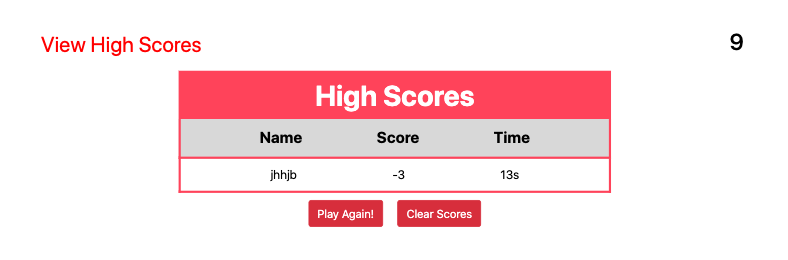 View High Scores 9
High Scores
Name Score Time
jhhjb -3 13s
Play Again! Clear Scores